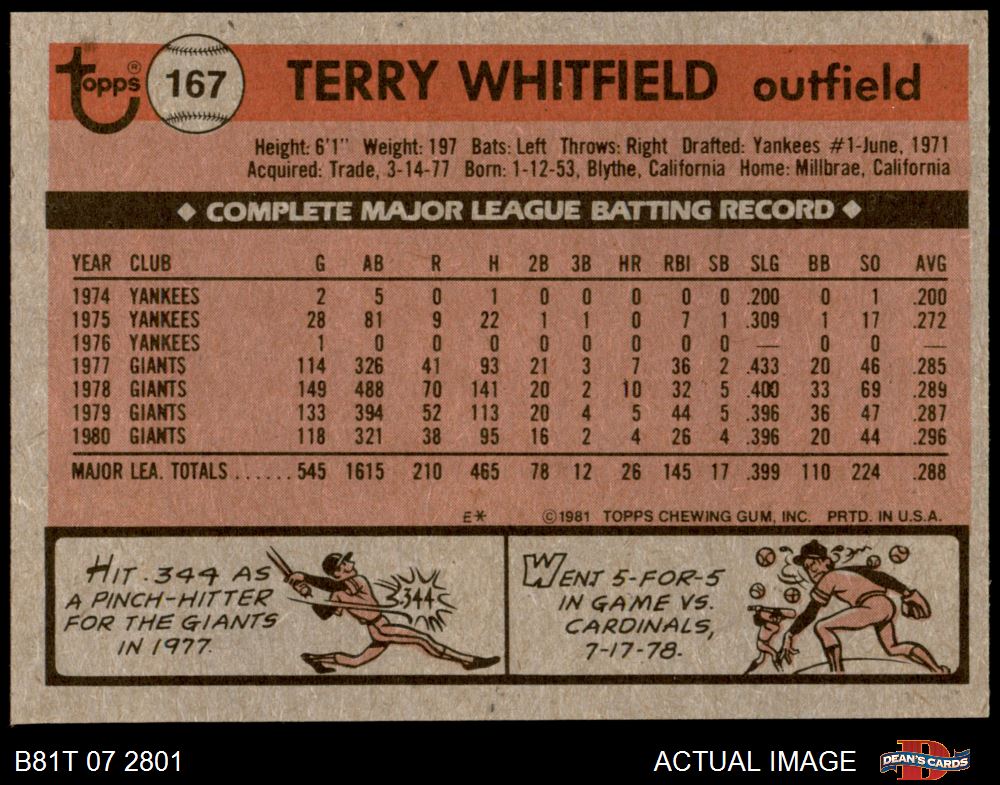 topps® 167 TERRY WHITFIELD outfield
Height: 6'1" Weight: 197 Bats: Left Throws: Right Drafted: Yankees #1-June, 1971
Acquired: Trade, 3-14-77 Born: 1-12-53, Blythe, California Home: Millbrae, California
◆ COMPLETE MAJOR LEAGUE BATTING RECORD ◆
YEAR CLUB G AB R H 2B 3B HR RBI SB SLG BB SO AVG
1974 YANKEES 2 5 0 1 0 0 0 0 0 .200 0 1 .200
1975 YANKEES 28 81 9 22 1 1 0 7 1 .309 1 17 .272
1976 YANKEES 1 0 0 0 0 0 0 0 0 — 0 0 —
1977 GIANTS 114 326 41 93 21 3 7 36 2 .433 20 46 .285
1978 GIANTS 149 488 70 141 20 2 10 32 5 .400 33 69 .289
1979 GIANTS 133 394 52 113 20 4 5 44 5 .396 36 47 .287
1980 GIANTS 118 321 38 95 16 2 4 26 4 .396 20 44 .296
MAJOR LEA. TOTALS ...... 545 1615 210 465 78 12 26 145 17 .399 110 224 .288
E* ©1981 TOPPS CHEWING GUM, INC. PRTD. IN U.S.A.
HIT .344 AS
A PINCH-HITTER
FOR THE GIANTS
IN 1977.
.344
WENT 5-FOR-5
IN GAME VS.
CARDINALS,
7-17-78.
B81T 07 2801 ACTUAL IMAGE D DEAN'S CARDS